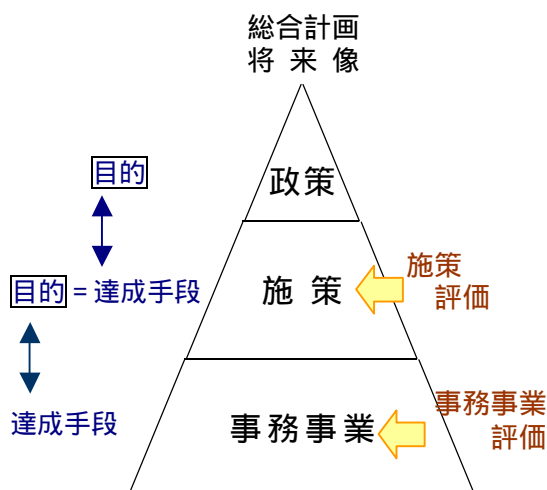 総合計画
将来像
目的
政策
目的 = 達成手段
施策
施策
評価
達成手段
事務事業
事務事業
評価